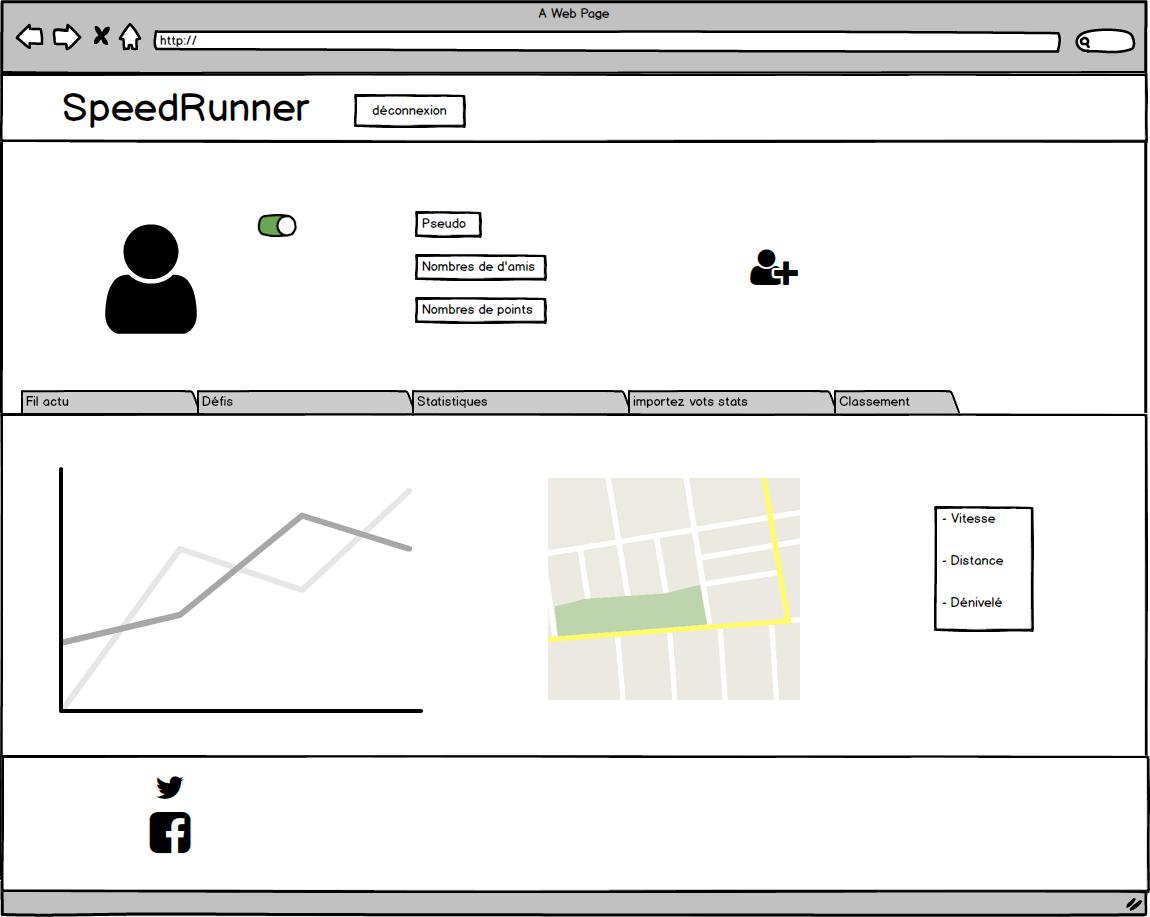 A Web Page
http://
SpeedRunner
déconnexion
Pseudo
Nombres de d'amis
Nombres de points
Fil actu
Défis
Statistiques
importez vots stats
Classement
- Vitesse
- Distance
- Dénivelé